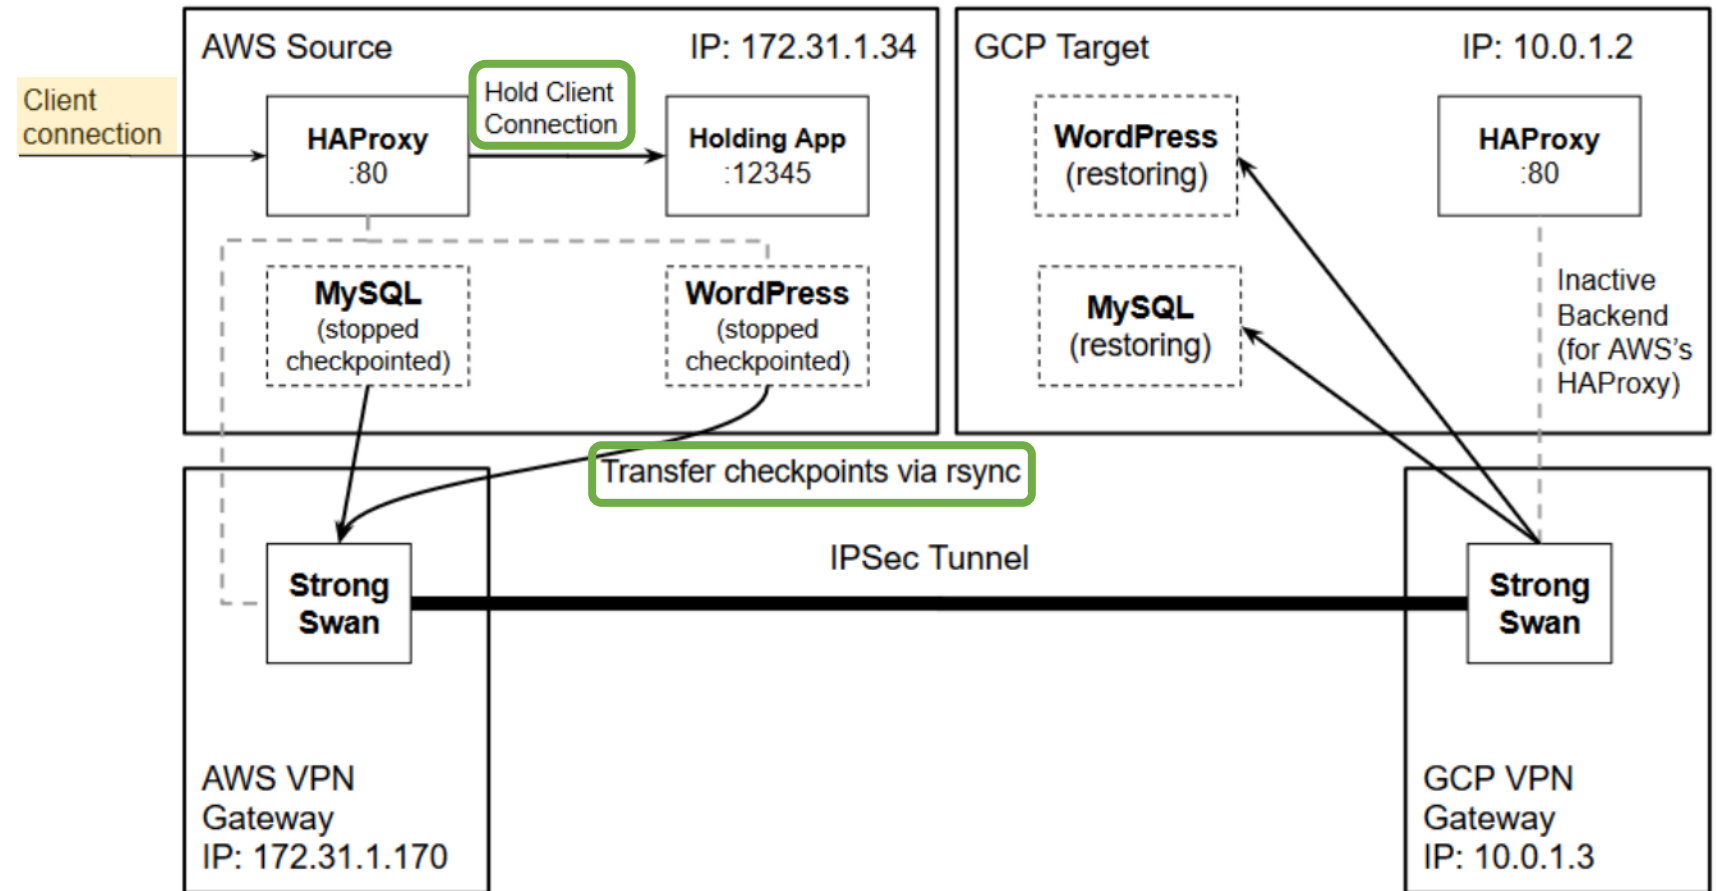 AWS Source
IP: 172.31.1.34
GCP Target
IP: 10.0.1.2
Client
connection
HAProxy
:80
Hold Client
Connection
Holding App
:12345
WordPress
(restoring)
HAProxy
:80
MySQL
(stopped
checkpointed)
WordPress
(stopped
checkpointed)
MySQL
(restoring)
Inactive
Backend
(for AWS's
HAProxy)
Transfer checkpoints via rsync
IPSec Tunnel
Strong
Swan
Strong
Swan
AWS VPN
Gateway
IP: 172.31.1.170
GCP VPN
Gateway
IP: 10.0.1.3